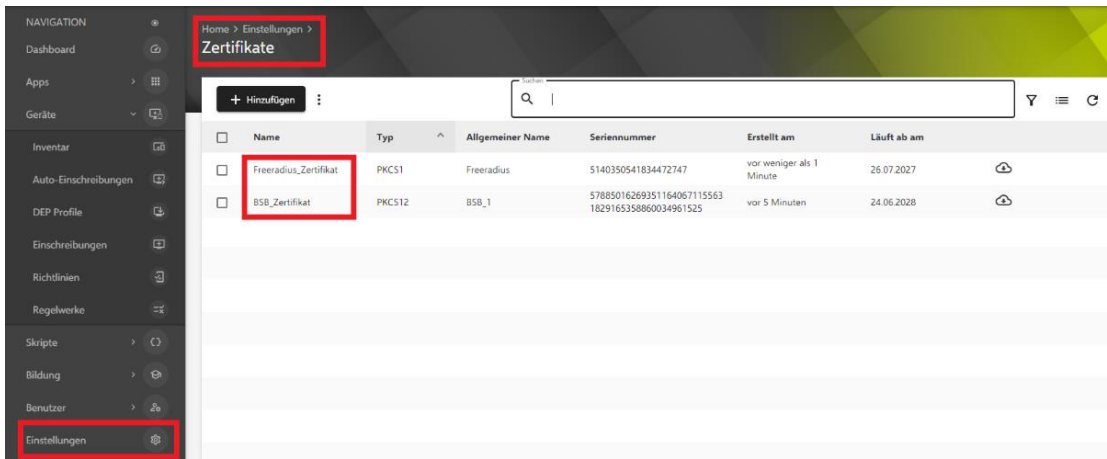 NAVIGATION
Dashboard
Apps
Geräte
Inventar
Auto-Einschreibungen
DEP Profile
Einschreibungen
Richtlinien
Regelwerke
Skripte
Bildung
Benutzer
Einstellungen
Home > Einstellungen >
Zertifikate
+ Hinzufügen
Suchen
Name Typ Allgemeiner Name Seriennummer Erstellt am Läuft ab am
Freeradius_Zertifikat PKCS1 Freeradius 5140350541834472747 vor weniger als 1
Minute 26.07.2027
BSB_Zertifikat PKCS12 BSB_1 57885016269351164067115563
1829165358860034961525 vor 5 Minuten 24.06.2028